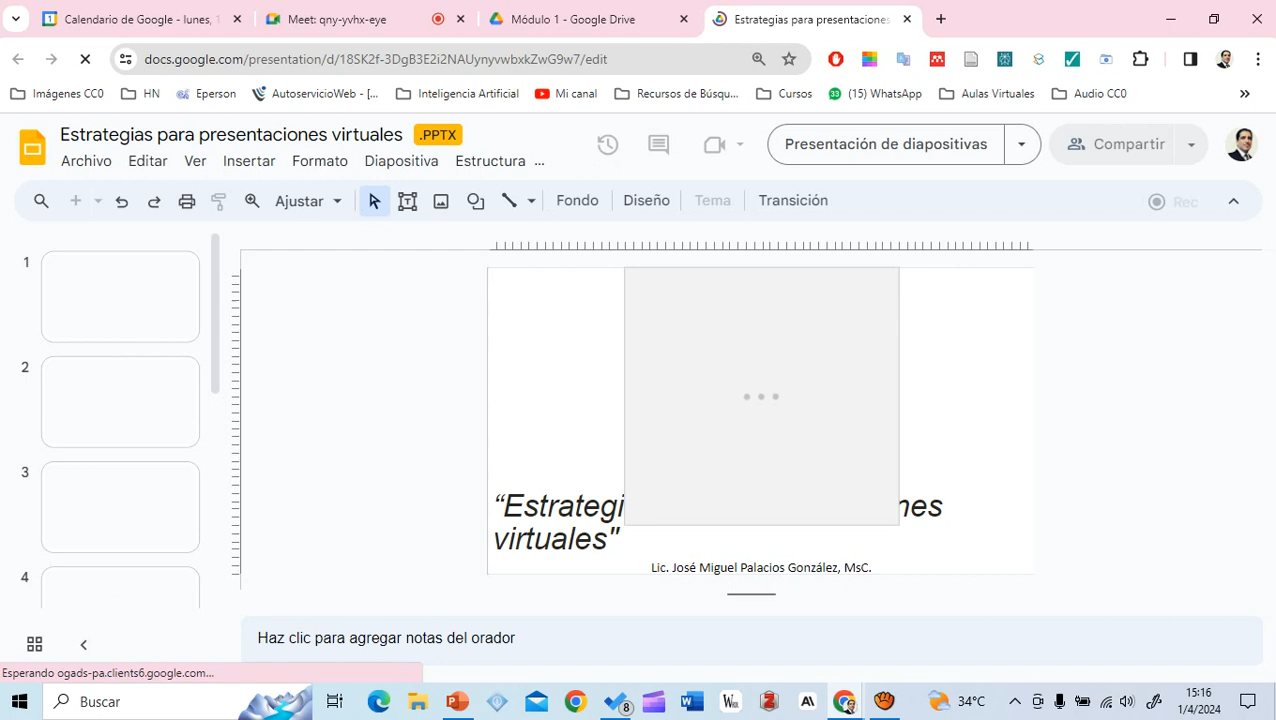 Calendario de Google - lunes, 1
Meet: qny-yvhx-eye
Módulo 1 - Google Drive
Estrategias para presentaciones
docs.google.com/presentation/d/18SK2f-3DgB3E2i2NAUynyvwbxkZwG9w7/edit
Imágenes CC0
HN
Eperson
AutoservicioWeb - [...
Inteligencia Artificial
Mi canal
Recursos de Búsqu...
Cursos
(15) WhatsApp
Aulas Virtuales
Audio CC0
Estrategias para presentaciones virtuales .PPTX
Presentación de diapositivas
Compartir
Archivo Editar Ver Insertar Formato Diapositiva Estructura ...
Ajustar
Fondo
Diseño
Tema
Transición
Rec
1
2
3
4
“Estrategi nes
virtuales"
Lic. José Miguel Palacios González, MsC.
Haz clic para agregar notas del orador
Esperando ogads-pa.clients6.google.com...
Buscar
8
34°C
15:16
1/4/2024